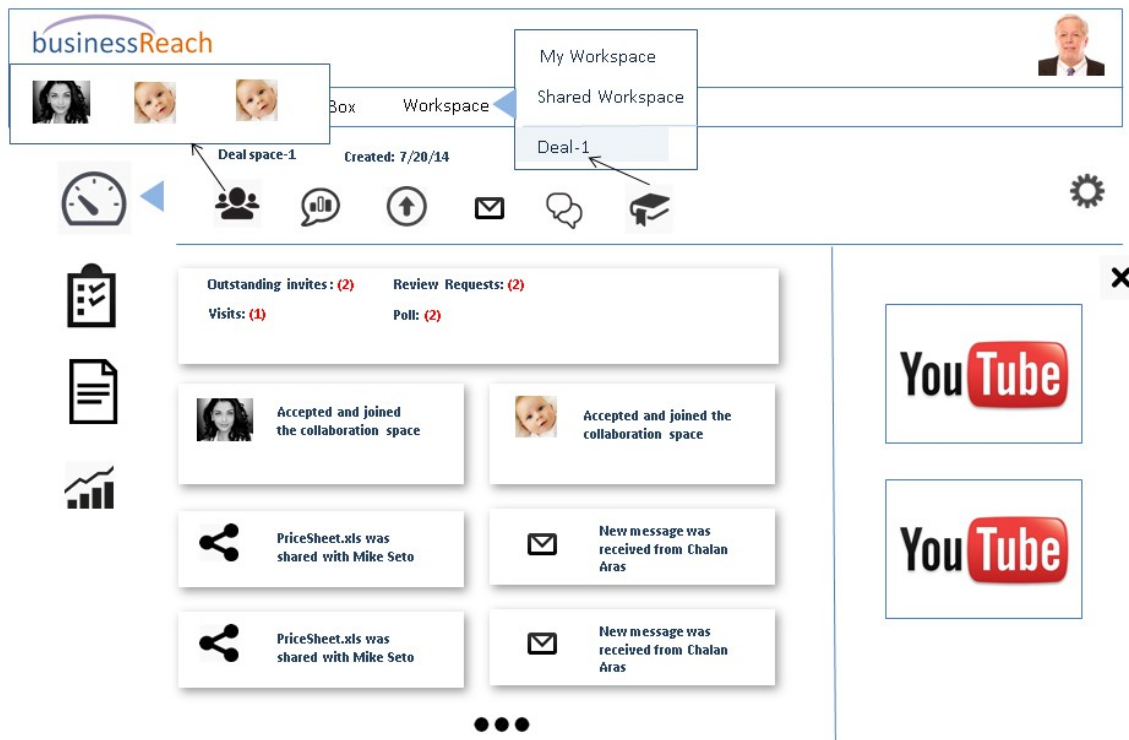 businessReach
My Workspace
Shared Workspace
Deal-1
Box
Workspace
Deal space-1
Created: 7/20/14
Outstanding invites: (2)
Review Requests: (2)
Visits: (1)
Poll: (2)
Accepted and joined
the collaboration space
Accepted and joined the
collaboration space
PriceSheet.xls was
shared with Mike Seto
New message was
received from Chalan
Aras
PriceSheet.xls was
shared with Mike Seto
New message was
received from Chalan
Aras
YouTube
YouTube